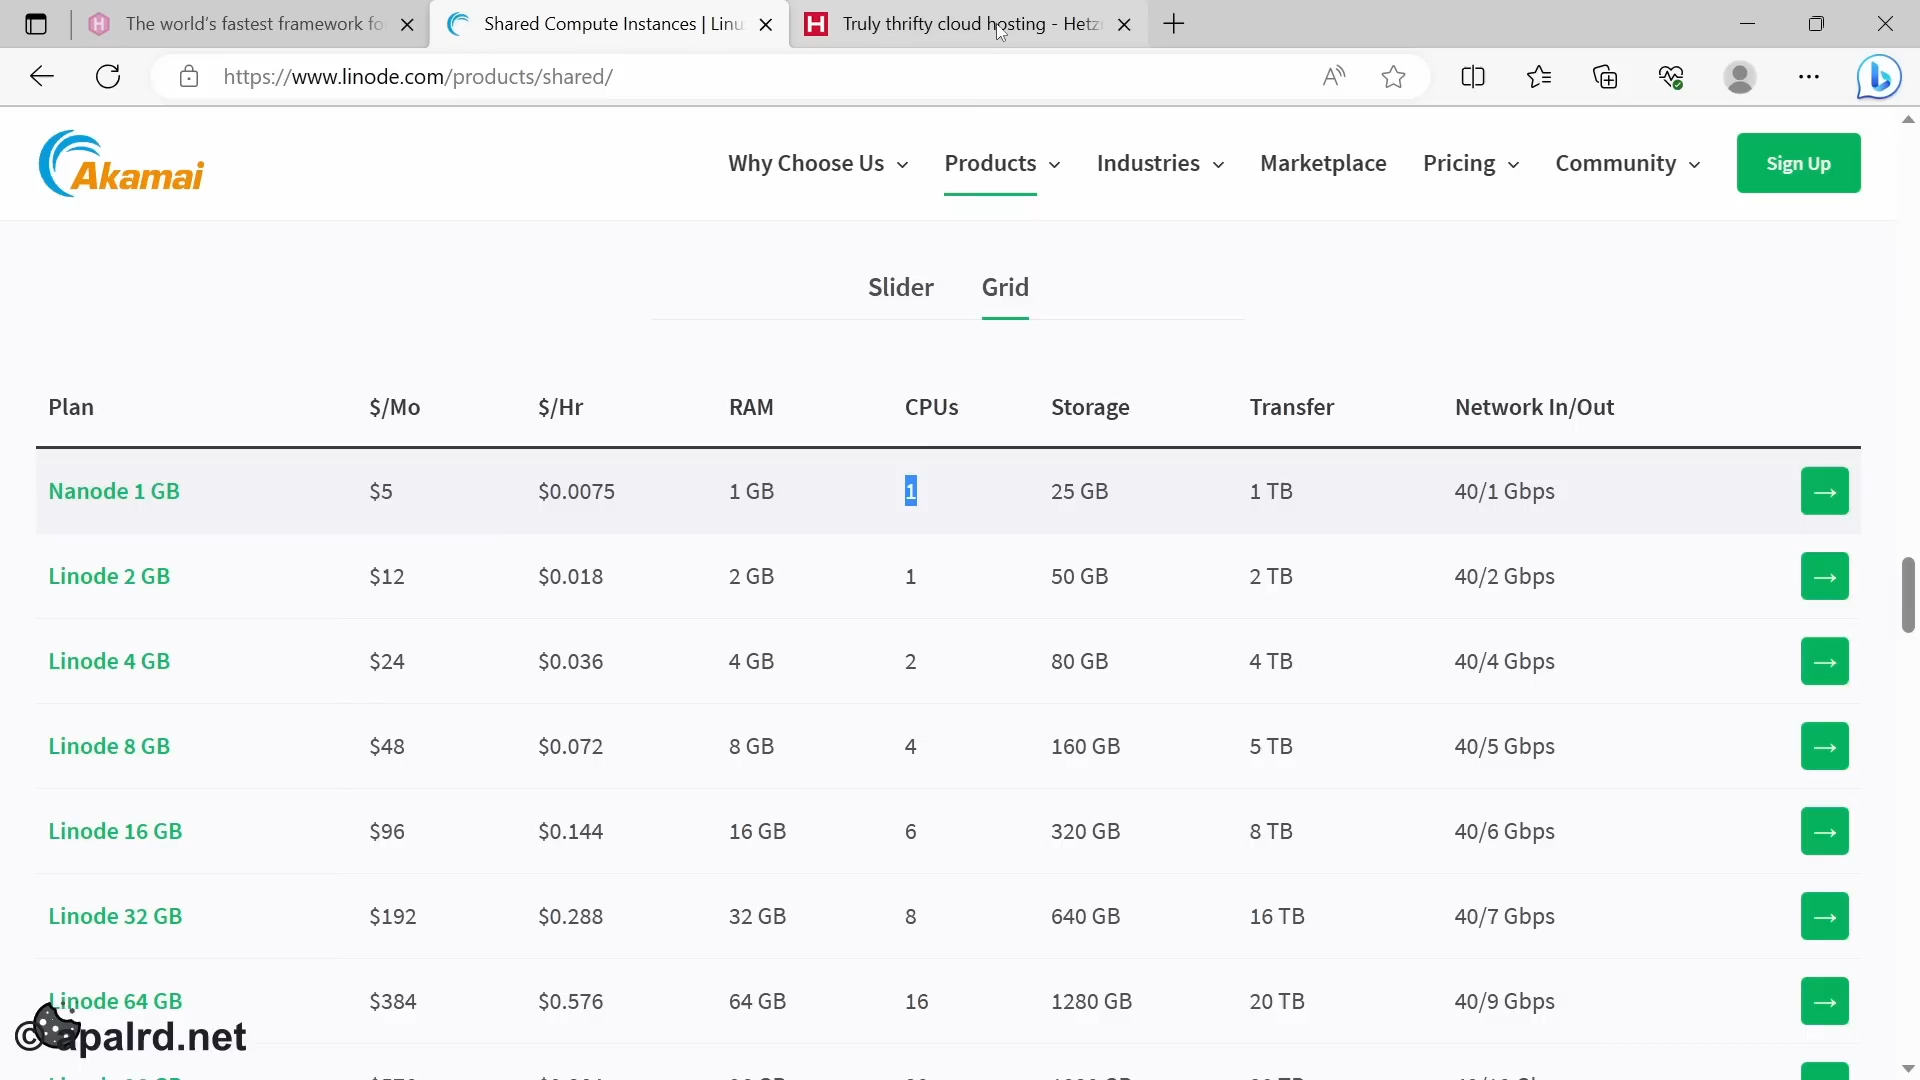 The world's fastest framework fo
Shared Compute Instances | Linu
Truly thrifty cloud hosting - Hetz
https://www.linode.com/products/shared/
Akamai
Why Choose Us
Products
Industries
Marketplace
Pricing
Community
Sign Up
Slider
Grid
Plan $/Mo $/Hr RAM CPUs Storage Transfer Network In/Out
Nanode 1 GB $5 $0.0075 1 GB 1 25 GB 1 TB 40/1 Gbps →
Linode 2 GB $12 $0.018 2 GB 1 50 GB 2 TB 40/2 Gbps →
Linode 4 GB $24 $0.036 4 GB 2 80 GB 4 TB 40/4 Gbps →
Linode 8 GB $48 $0.072 8 GB 4 160 GB 5 TB 40/5 Gbps →
Linode 16 GB $96 $0.144 16 GB 6 320 GB 8 TB 40/6 Gbps →
Linode 32 GB $192 $0.288 32 GB 8 640 GB 16 TB 40/7 Gbps →
Linode 64 GB $384 $0.576 64 GB 16 1280 GB 20 TB 40/9 Gbps →
© apalrd.net